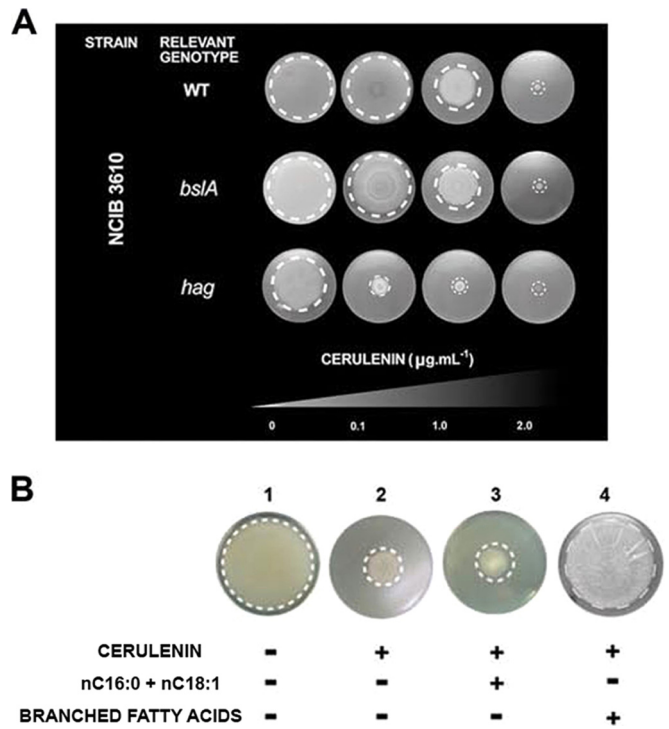 A
STRAIN
RELEVANT
GENOTYPE
WT
NCIB 3610
bslA
hag
CERULENIN (µg.mL-1)
0 0.1 1.0 2.0
B
1 2 3 4
CERULENIN - + + +
nC16:0 + nC18:1 - - + -
BRANCHED FATTY ACIDS - - - +